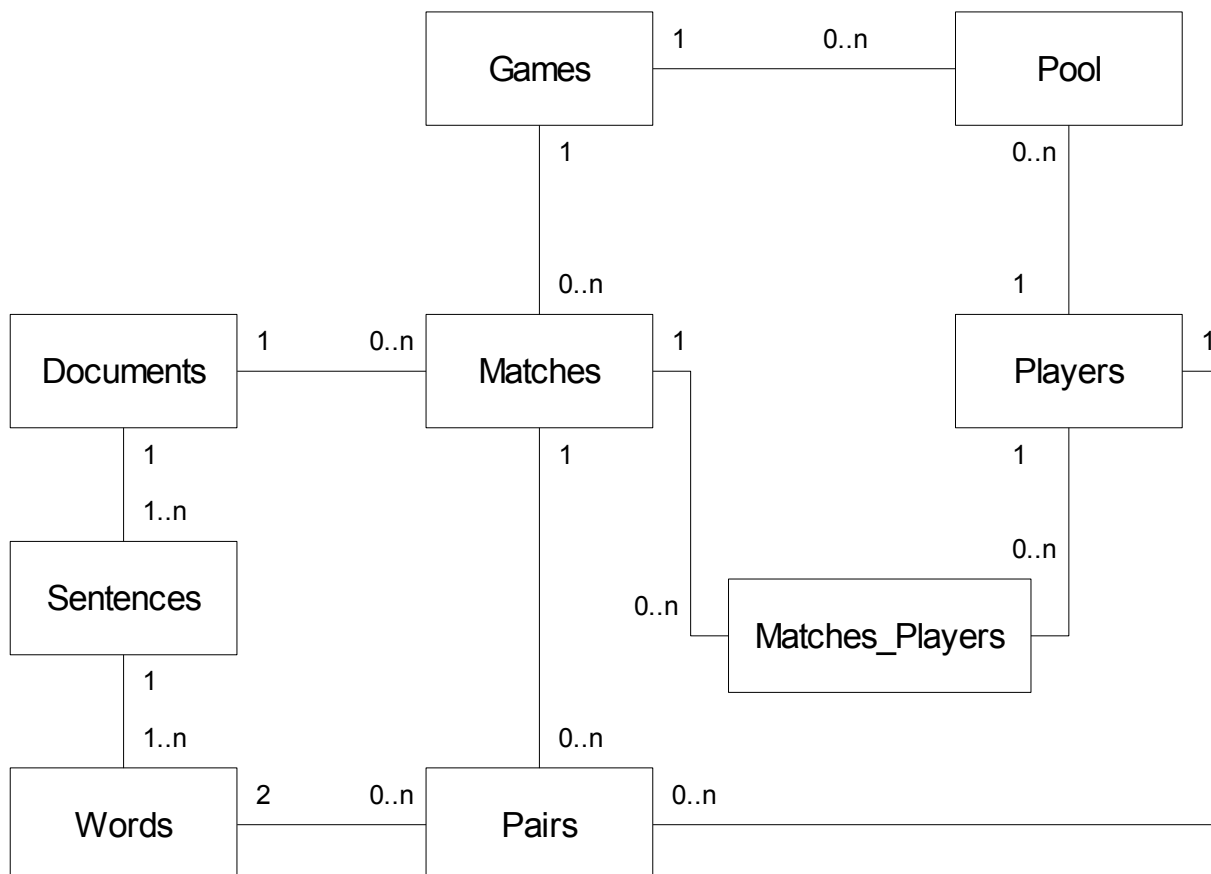 1 0..n
Games Pool
1 0..n
0..n 1
1 0..n 1 1
Documents Matches Players
1 1 1
1..n
0..n
Sentences
0..n
Matches_Players
1
1..n 0..n
2 0..n 0..n
Words Pairs